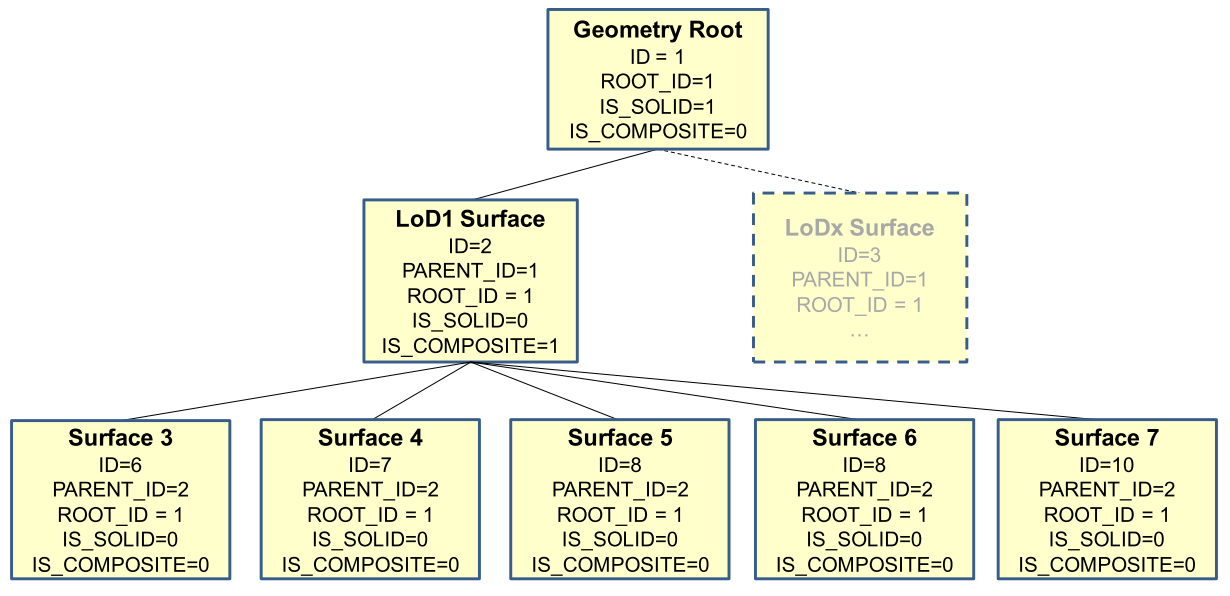 Geometry Root
ID = 1
ROOT_ID=1
IS_SOLID=1
IS_COMPOSITE=0
LoD1 Surface
ID=2
PARENT_ID=1
ROOT_ID = 1
IS_SOLID=0
IS_COMPOSITE=1
LoDx Surface
ID=3
PARENT_ID=1
ROOT_ID = 1
...
Surface 3
ID=6
PARENT_ID=2
ROOT_ID = 1
IS_SOLID=0
IS_COMPOSITE=0
Surface 4
ID=7
PARENT_ID=2
ROOT_ID = 1
IS_SOLID=0
IS_COMPOSITE=0
Surface 5
ID=8
PARENT_ID=2
ROOT_ID = 1
IS_SOLID=0
IS_COMPOSITE=0
Surface 6
ID=8
PARENT_ID=2
ROOT_ID = 1
IS_SOLID=0
IS_COMPOSITE=0
Surface 7
ID=10
PARENT_ID=2
ROOT_ID = 1
IS_SOLID=0
IS_COMPOSITE=0